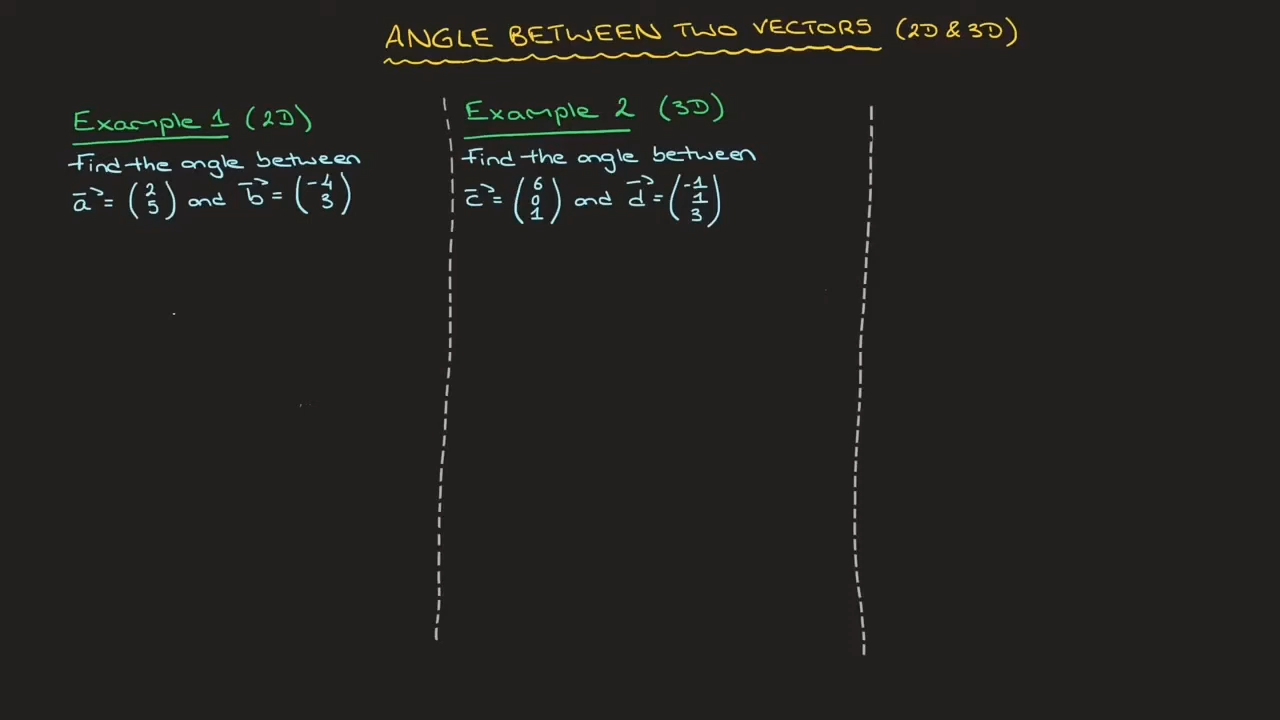 ANGLE BETWEEN TWO VECTORS (2D & 3D)
Example 1 (2D)
Find the angle between
a = (2 5) and b = (-4 3)
Example 2 (3D)
Find the angle between
c = (6 0 1) and d = (-1 1 3)